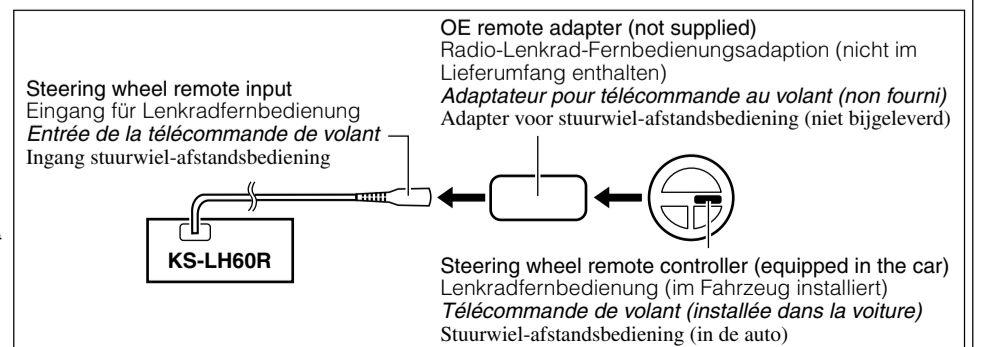 OE remote adapter (not supplied)
Radio-Lenkrad-Fernbedienungsadaption (nicht im
Lieferumfang enthalten)
Adaptateur pour télécommande au volant (non fourni)
Adapter voor stuurwiel-afstandsbediening (niet bijgeleverd)
Steering wheel remote input
Eingang für Lenkradfernbedienung
Entrée de la télécommande de volant
Ingang stuurwiel-afstandsbediening
KS-LH60R
Steering wheel remote controller (equipped in the car)
Lenkradfernbedienung (im Fahrzeug installiert)
Télécommande de volant (installée dans la voiture)
Stuurwiel-afstandsbediening (in de auto)